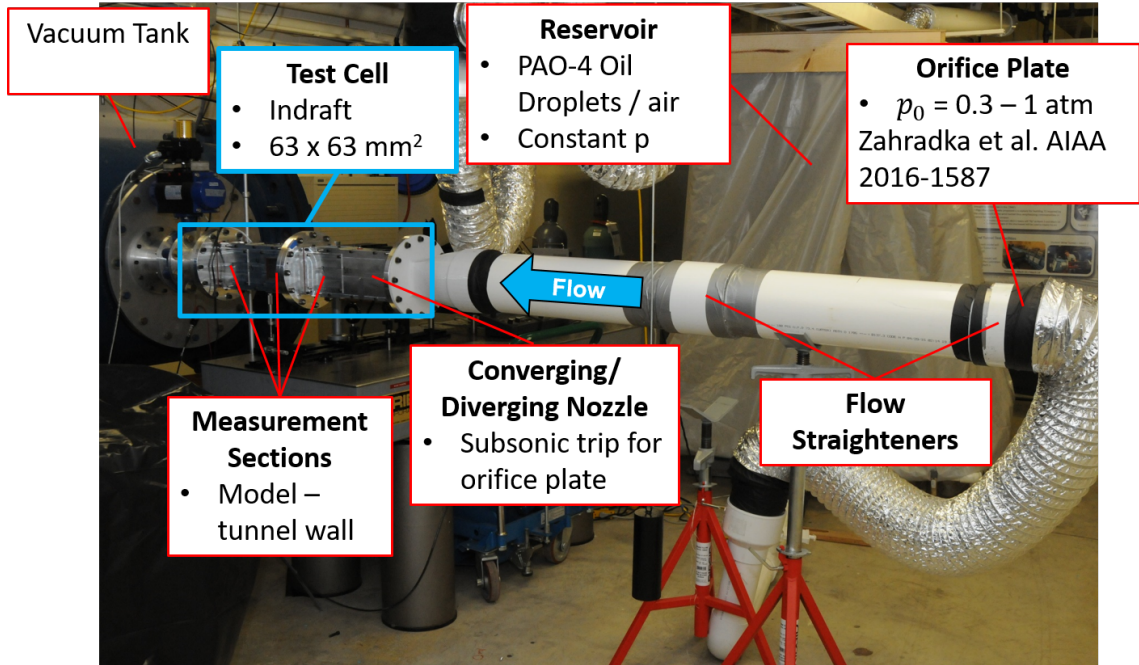 Vacuum Tank
Test Cell
• Indraft
• 63 x 63 mm²
Reservoir
• PAO-4 Oil
Droplets / air
• Constant p
Orifice Plate
• p₀ = 0.3 – 1 atm
Zahradka et al. AIAA
2016-1587
Flow
Measurement
Sections
• Model –
tunnel wall
Converging/
Diverging Nozzle
• Subsonic trip for
orifice plate
Flow
Straighteners